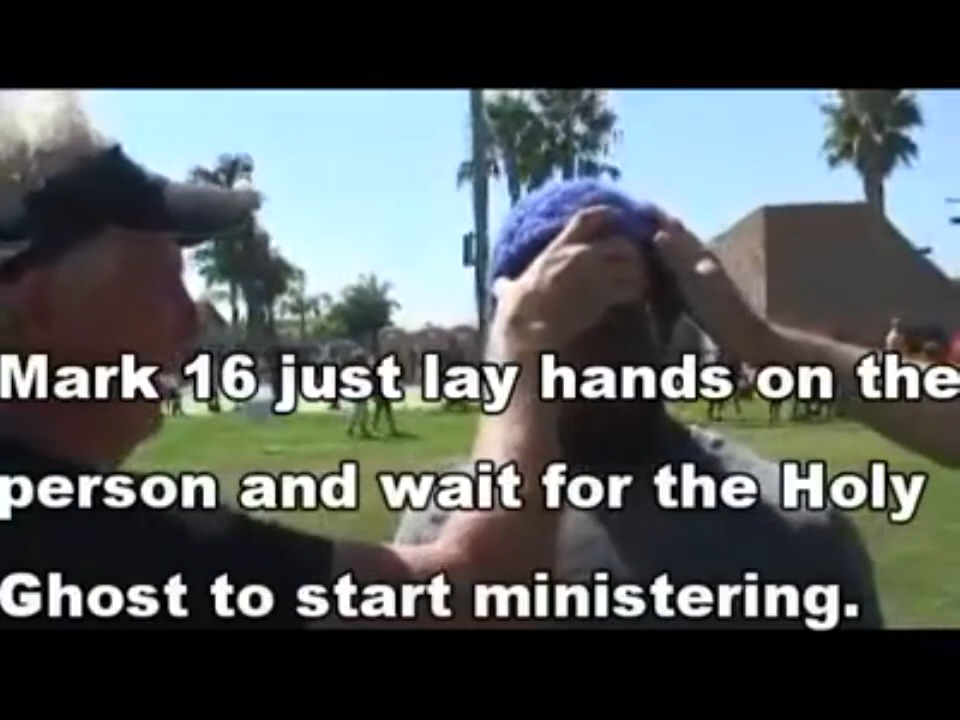 Mark 16 just lay hands on the
person and wait for the Holy
Ghost to start ministering.